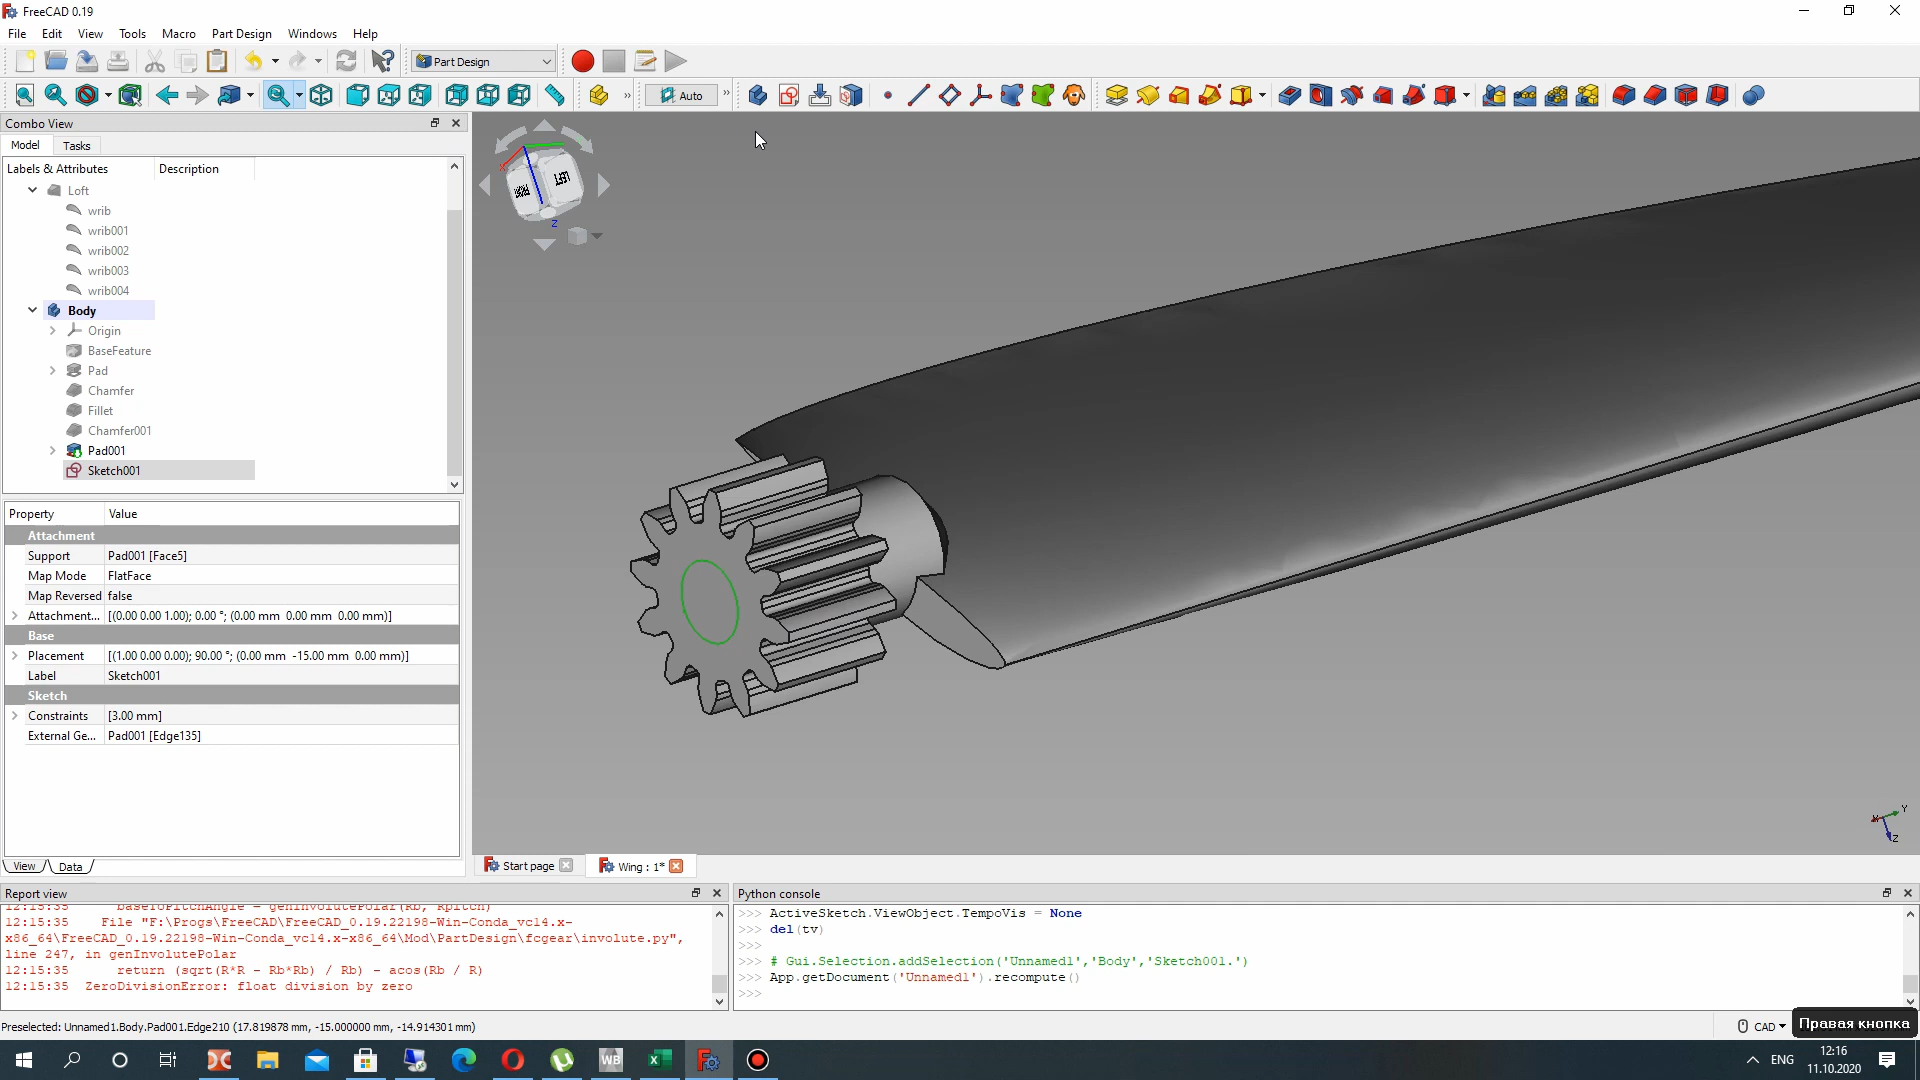 FreeCAD 0.19
File Edit View Tools Macro Part Design Windows Help
Part Design
Auto
Combo View
Model Tasks
Labels & Attributes Description
Loft
wrib
wrib001
wrib002
wrib003
wrib004
Body
Origin
BaseFeature
Pad
Chamfer
Fillet
Chamfer001
Pad001
Sketch001
Property Value
Attachment
Support Pad001 [Face5]
Map Mode FlatFace
Map Reversed false
Attachment... [(0.00 0.00 1.00); 0.00 °; (0.00 mm 0.00 mm 0.00 mm)]
Base
Placement [(1.00 0.00 0.00); 90.00 °; (0.00 mm -15.00 mm 0.00 mm)]
Label Sketch001
Sketch
Constraints [3.00 mm]
External Ge... Pad001 [Edge135]
View Data
X
FRONT LEFT
Z
Y
X
Z
Start page Wing : 1*
Report view
12:15:35 baseToPitchAngle = genInvolutePolar(Rb, Rpitch)
12:15:35 File "F:\Progs\FreeCAD\FreeCAD_0.19.22198-Win-Conda_vc14.x-
x86_64\FreeCAD_0.19.22198-Win-Conda_vc14.x-x86_64\Mod\PartDesign\fcgear\involute.py",
line 247, in genInvolutePolar
12:15:35 return (sqrt(R*R - Rb*Rb) / Rb) - acos(Rb / R)
12:15:35 ZeroDivisionError: float division by zero
Python console
>>> ActiveSketch.ViewObject.TempoVis = None
>>> del(tv)
>>>
>>> # Gui.Selection.addSelection('Unnamed1','Body','Sketch001.')
>>> App.getDocument('Unnamed1').recompute()
>>>
Preselected: Unnamed1.Body.Pad001.Edge210 (17.819878 mm, -15.000000 mm, -14.914301 mm)
CAD
Правая кнопка
WB
ENG
12:16
11.10.2020